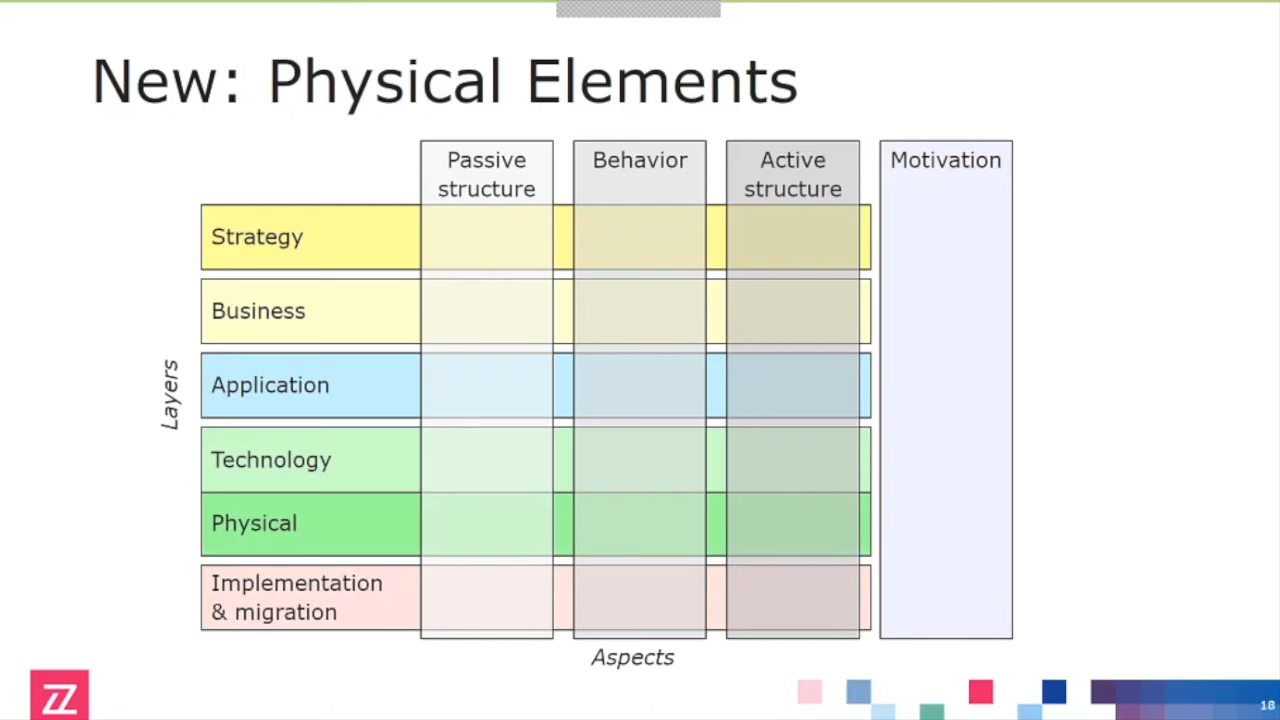 New: Physical Elements
Passive
structure
Behavior
Active
structure
Motivation
Strategy
Business
Application
Technology
Physical
Implementation
& migration
Layers
Aspects
18